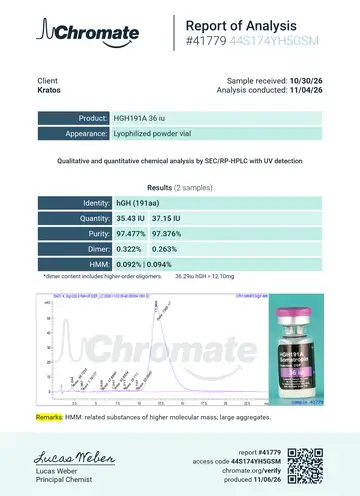 Chromate
Report of Analysis
#41779 44S174YH5GSM
Client
Kratos
Sample received: 10/30/26
Analysis conducted: 11/04/26
Product: HGH191A 36 iu
Appearance: Lyophilized powder vial
Qualitative and quantitative chemical analysis by SEC/RP-HPLC with UV detection
Results (2 samples)
Identity: hGH (191aa)
Quantity: 35.43 IU 37.15 IU
Purity: 97.477% 97.376%
Dimer: 0.322% 0.263%
HMM: 0.092% | 0.094%
*dimer content includes higher-order oligomers. 36.29iu hGH = 12.10mg
chromatogram
Chromate
HGH191A
Somatropin
36 iu
sample 41779
Remarks: HMM: related substances of higher molecular mass; large aggregates.
Lucas Weber
Lucas Weber
Principal Chemist
report #41779
access code 44S174YH5GSM
chromate.org/verify
produced 11/06/26